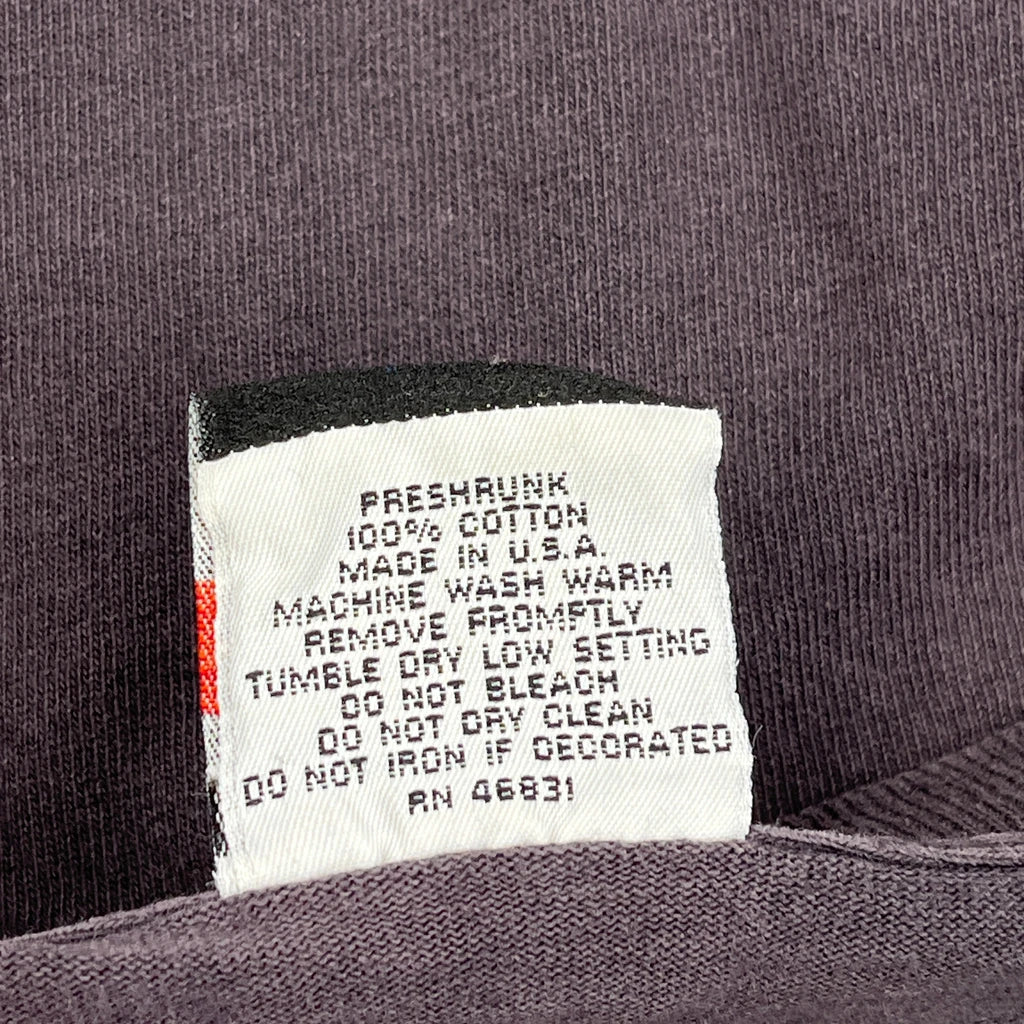 PRESHRUNK
100% COTTON
MADE IN U.S.A.
MACHINE WASH WARM
REMOVE PROMPTLY
TUMBLE DRY LOW SETTING
DO NOT BLEACH
DO NOT DRY CLEAN
DO NOT IRON IF DECORATED
RN 46831